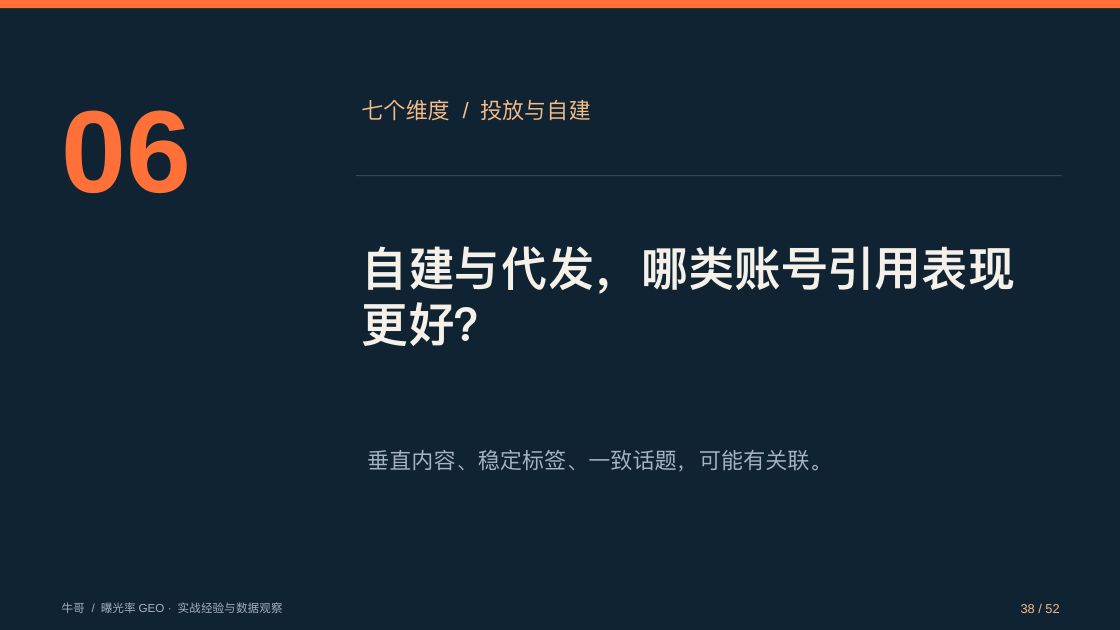 06
七个维度 / 投放与自建
自建与代发，哪类账号引用表现
更好？
垂直内容、稳定标签、一致话题，可能有关联。
牛哥 / 曝光率 GEO · 实战经验与数据观察
38 / 52